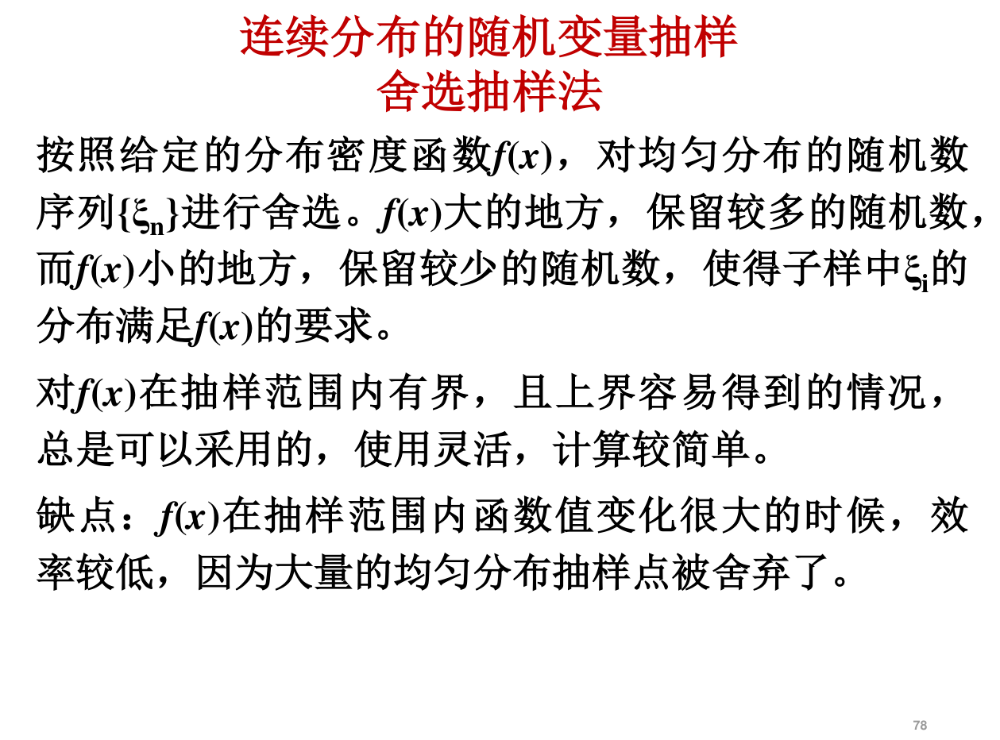 连续分布的随机变量抽样
舍选抽样法
按照给定的分布密度函数f(x)，对均匀分布的随机数
序列{ξn}进行舍选。f(x)大的地方，保留较多的随机数，
而f(x)小的地方，保留较少的随机数，使得子样中ξi的
分布满足f(x)的要求。
对f(x)在抽样范围内有界，且上界容易得到的情况，
总是可以采用的，使用灵活，计算较简单。
缺点：f(x)在抽样范围内函数值变化很大的时候，效
率较低，因为大量的均匀分布抽样点被舍弃了。
78